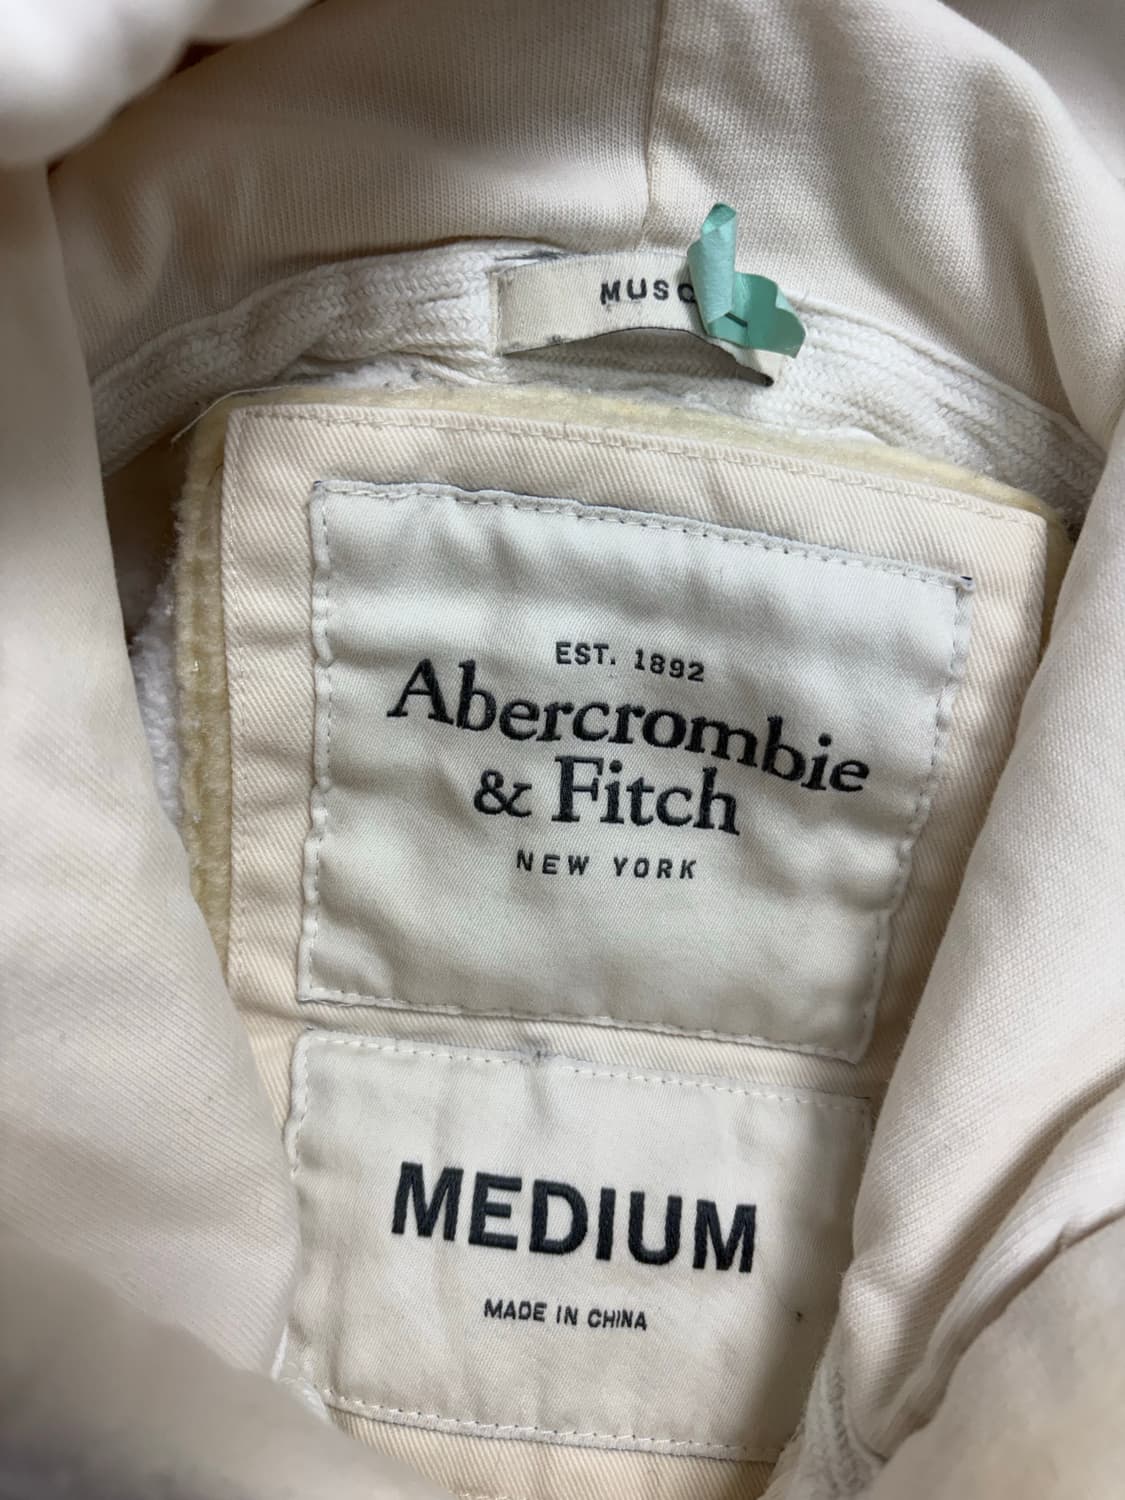 MUSC
EST. 1892
Abercrombie
& Fitch
NEW YORK
MEDIUM
MADE IN CHINA